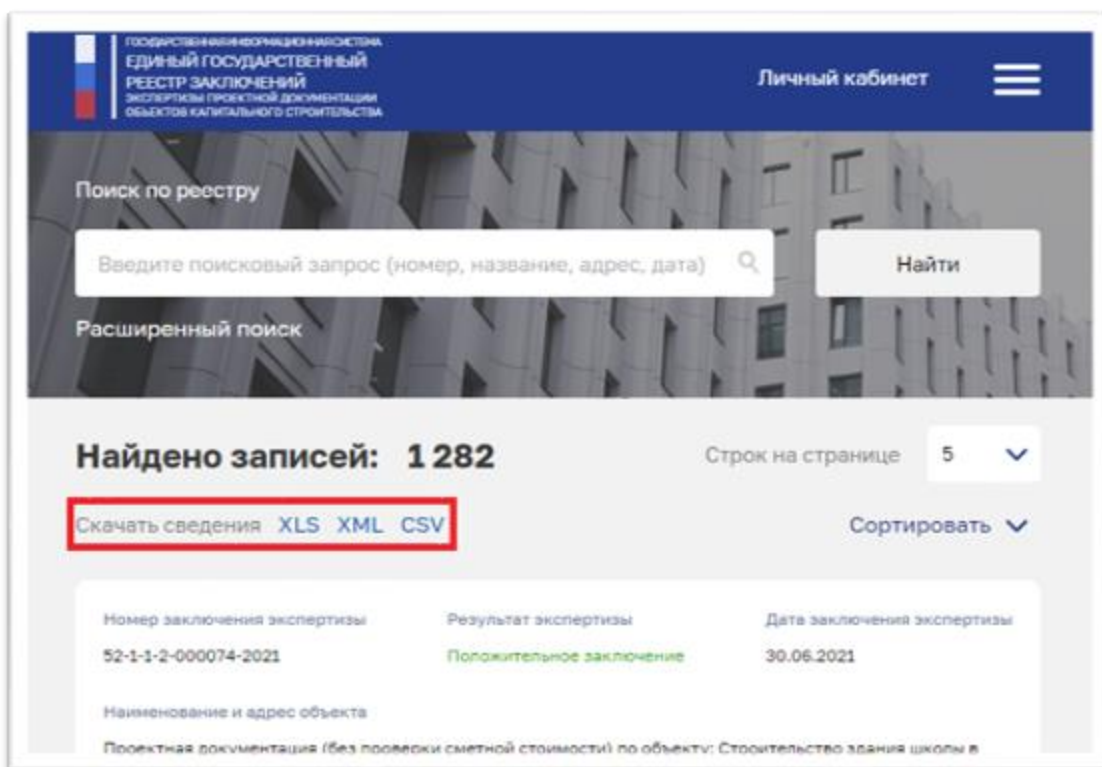 ГОСУДАРСТВЕННАЯ ИНФОРМАЦИОННАЯ СИСТЕМА
ЕДИНЫЙ ГОСУДАРСТВЕННЫЙ
РЕЕСТР ЗАКЛЮЧЕНИЙ
ЭКСПЕРТИЗЫ ПРОЕКТНОЙ ДОКУМЕНТАЦИИ
ОБЪЕКТОВ КАПИТАЛЬНОГО СТРОИТЕЛЬСТВА
Личный кабинет
Поиск по реестру
Введите поисковый запрос (номер, название, адрес, дата)
Найти
Расширенный поиск
Найдено записей: 1 282
Строк на странице 5
Скачать сведения XLS XML CSV
Сортировать
Номер заключения экспертизы Результат экспертизы Дата заключения экспертизы
52-1-1-2-000074-2021 Положительное заключение 30.06.2021
Наименование и адрес объекта
Проектная документация (без проверки сметной стоимости) по объекту: Строительство здания школы в